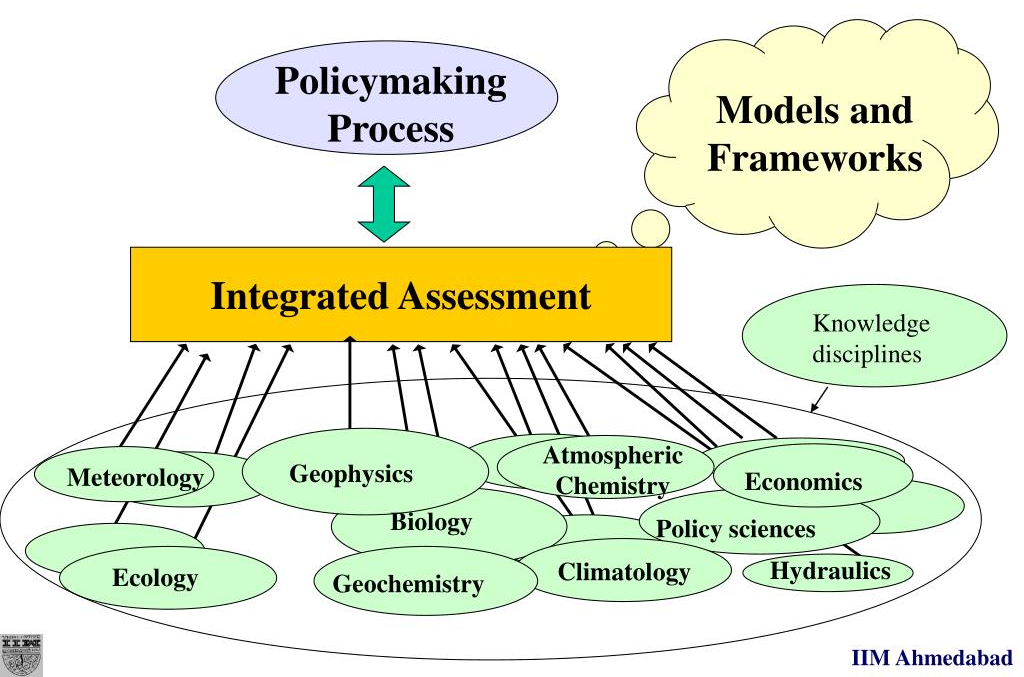 Policymaking
Process
Models and
Frameworks
Integrated Assessment
Knowledge
disciplines
Meteorology
Geophysics
Atmospheric
Chemistry
Economics
Biology
Policy sciences
Ecology
Geochemistry
Climatology
Hydraulics
IIM Ahmedabad